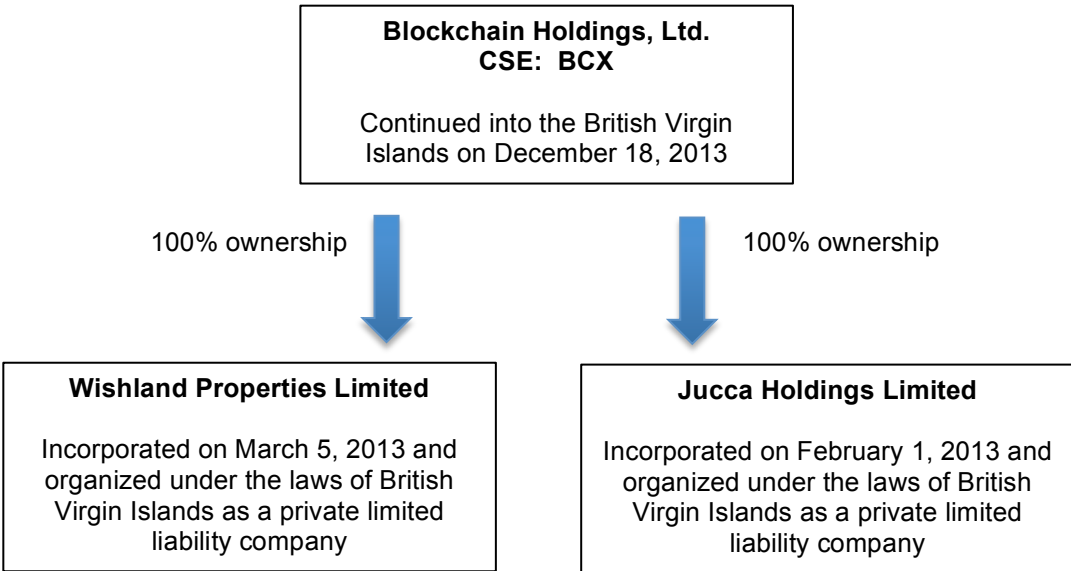 Blockchain Holdings, Ltd.
CSE:  BCX
Continued into the British Virgin
Islands on December 18, 2013
100% ownership
100% ownership
Wishland Properties Limited
Incorporated on March 5, 2013 and
organized under the laws of British
Virgin Islands as a private limited
liability company
Jucca Holdings Limited
Incorporated on February 1, 2013 and
organized under the laws of British
Virgin Islands as a private limited
liability company